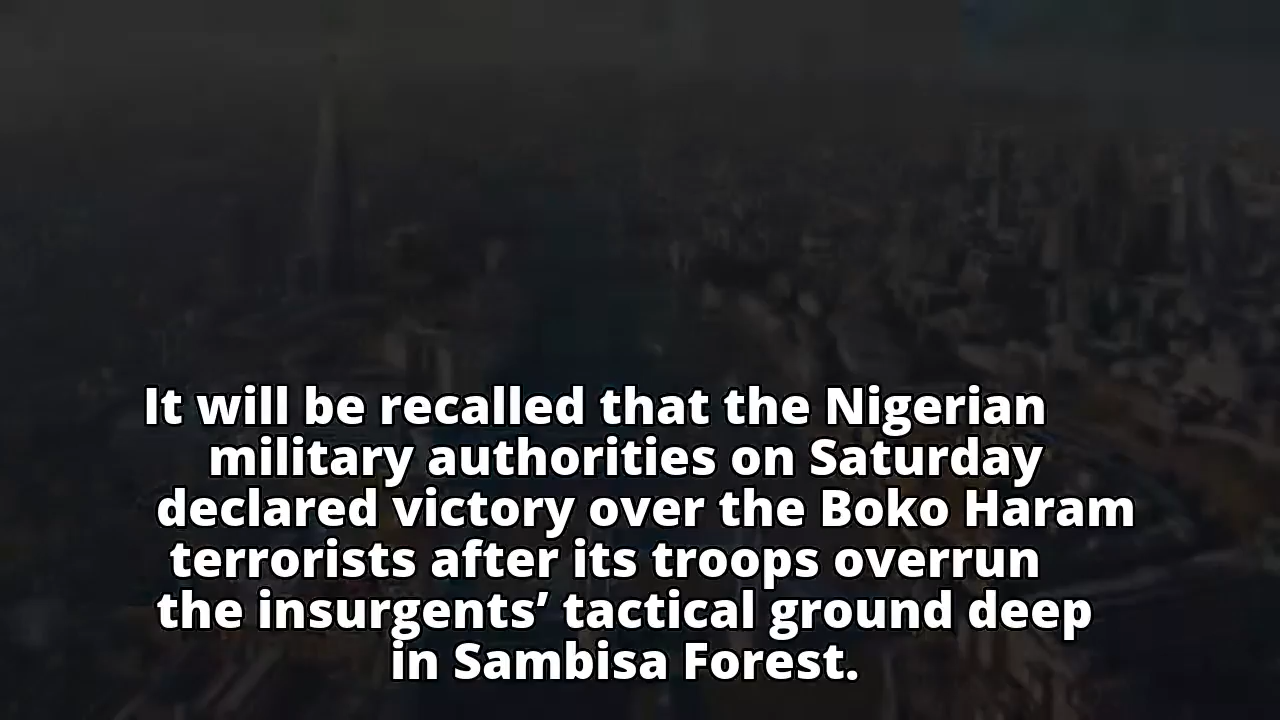 It will be recalled that the Nigerian
military authorities on Saturday
declared victory over the Boko Haram
terrorists after its troops overrun
the insurgents’ tactical ground deep
in Sambisa Forest.